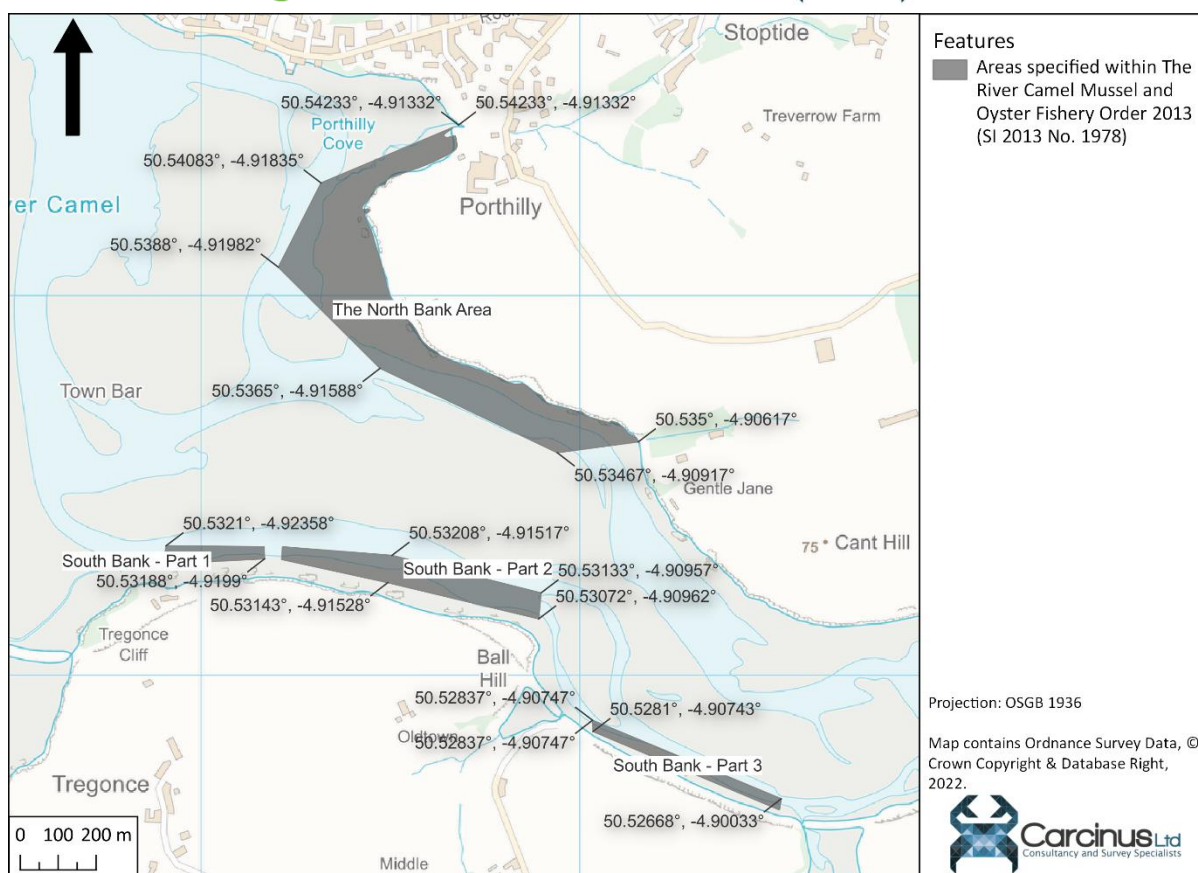 Stoptide
50.54233°, -4.91332°
50.54233°, -4.91332°
Porthilly
Cove
Treverrow Farm
50.54083°, -4.91835°
ver Camel
Porthilly
50.5388°, -4.91982°
The North Bank Area
Town Bar
50.5365°, -4.91588°
50.535°, -4.90617°
50.53467°, -4.90917°
Gentle Jane
50.5321°, -4.92358°
50.53208°, -4.91517°
75 Cant Hill
South Bank - Part 1
South Bank - Part 2
50.53133°, -4.90957°
50.53188°, -4.9199°
50.53143°, -4.91528°
50.53072°, -4.90962°
Tregonce
Cliff
Ball
Hill
50.52837°, -4.90747°
50.5281°, -4.90743°
Oldtown
50.52837°, -4.90747°
South Bank - Part 3
Tregonce
50.52668°, -4.90033°
0 100 200 m
Middle
Features
Areas specified within The
River Camel Mussel and
Oyster Fishery Order 2013
(SI 2013 No. 1978)
Projection: OSGB 1936
Map contains Ordnance Survey Data, ©
Crown Copyright & Database Right,
2022.
Carcinus Ltd
Consultancy and Survey Specialists